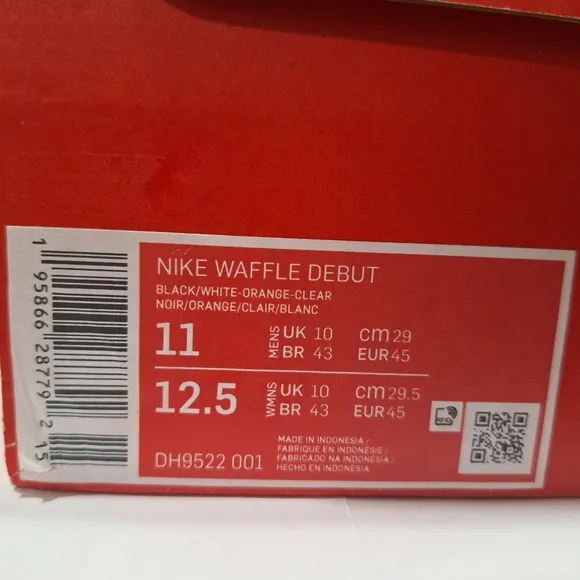 NIKE WAFFLE DEBUT
BLACK/WHITE-ORANGE-CLEAR
NOIR/ORANGE/CLAIR/BLANC
11 MENS UK 10 cm 29
BR 43 EUR 45
12.5 WMNS UK 10 cm 29.5
BR 43 EUR 45
RFID
DH9522 001
MADE IN INDONESIA /
FABRIQUE EN INDONESIE /
FABRICADO NA INDONESIA /
HECHO EN INDONESIA
1 95866 28779 2 15